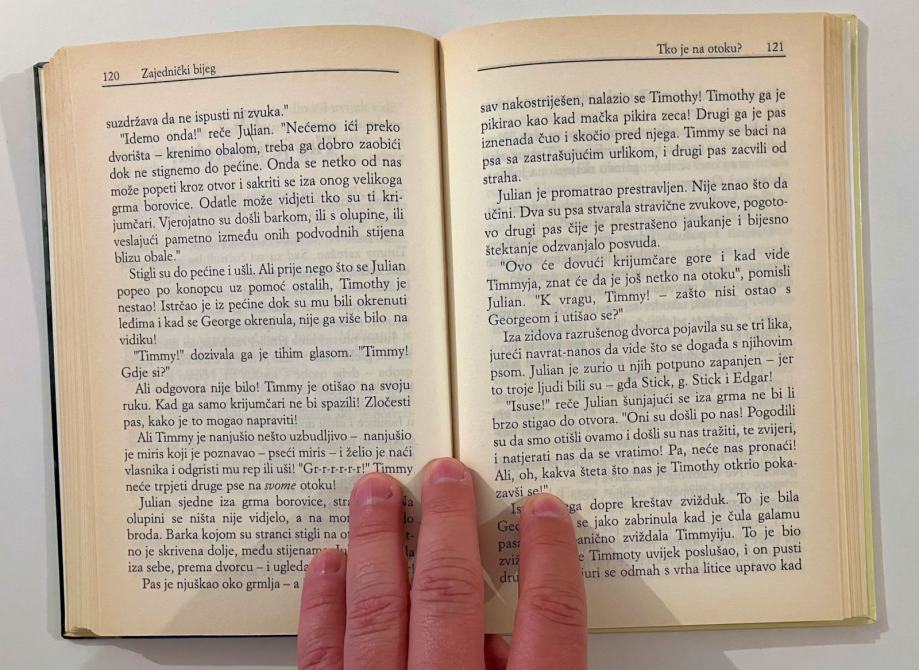 120 Zajednički bijeg
suzdržava da ne ispusti ni zvuka."
"Idemo onda!" reče Julian. "Nećemo ići preko
dvorišta – krenimo obalom, treba ga dobro zaobići
dok ne stignemo do pećine. Onda se netko od nas
može popeti kroz otvor i sakriti se iza onog velikoga
grma borovice. Odatle može vidjeti tko su ti kri-
jumčari. Vjerojatno su došli barkom, ili s olupine, ili
veslajući pametno između onih podvodnih stijena
blizu obale."
Stigli su do pećine i ušli. Ali prije nego što se Julian
popeo po konopcu uz pomoć ostalih, Timothy je
nestao! Istrčao je iz pećine dok su mu bili okrenuti
leđima i kad se George okrenula, nije ga više bilo na
vidiku!
"Timmy!" dozivala ga je tihim glasom. "Timmy!
Gdje si?"
Ali odgovora nije bilo! Timmy je otišao na svoju
ruku. Kad ga samo krijumčari ne bi spazili! Zločesti
pas, kako je to mogao napraviti!
Ali Timmy je nanjušio nešto uzbudljivo – nanjušio
je miris koji je poznavao – pseći miris – i želio je naći
vlasnika i odgristi mu rep ili uši! "Gr-r-r-r-r!" Timmy
neće trpjeti druge pse na svome otoku!
Julian sjedne iza grma borovice, Na
olupini se ništa nije vidjelo, a na
broda. Barka kojom su stranci stigli na
no je skrivena dolje, među
iza sebe, prema dvorcu – i
Pas je njuškao oko grmlja – a
Tko je na otoku? 121
sav nakostriješen, nalazio se Timothy! Timothy ga je
pikirao kao kad mačka pikira zeca! Drugi ga je pas
iznenada čuo i skočio pred njega. Timmy se baci na
psa sa zastrašujućim urlikom, i drugi pas zacvili od
straha.
Julian je promatrao prestravljen. Nije znao što da
učini. Dva su psa stvarala stravične zvukove, pogoto-
vo drugi pas čije je prestrašeno jaukanje i bijesno
štektanje odzvanjalo posvuda.
"Ovo će dovući krijumčare gore i kad vide
Timmyja, znat će da je još netko na otoku", pomisli
Julian. "K vragu, Timmy! – zašto nisi ostao s
Georgeom i utišao se?"
Iza zidova razrušenog dvorca pojavila su se tri lika,
jureći navrat-nanos da vide što se događa s njihovim
psom. Julian je zurio u njih potpuno zapanjen – jer
to troje ljudi bili su – gđa Stick, g. Stick i Edgar!
"Isuse!" reče Julian šunjajući se iza grma ne bi li
brzo stigao do otvora. "Oni su došli po nas! Pogodili
su da smo otišli ovamo i došli su nas tražiti, te zvijeri,
i natjerati nas da se vratimo! Pa, neće nas pronaći!
Ali, oh, kakva šteta što nas je Timothy otkrio poka-
zavši se!"
dopre kreštav zvižduk. To je bila
se jako zabrinula kad je čula galamu
zviždala Timmyiju. To je bio
je Timmoty uvijek poslušao, i on pusti
se odmah s vrha litice upravo kad